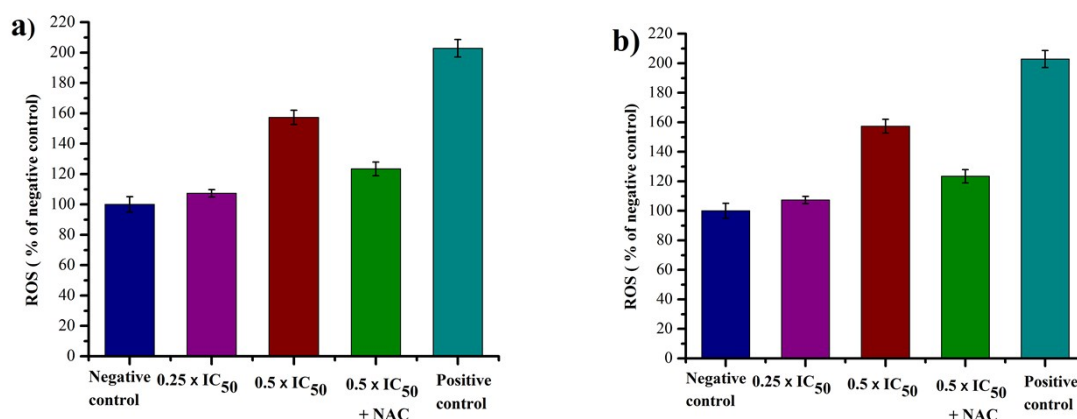 a)
ROS ( % of negative control)
220
200
180
160
140
120
100
80
60
40
20
0
Negative control
0.25 x IC50
0.5 x IC50
0.5 x IC50 + NAC
Positive control
b)
ROS ( % of negative control)
220
200
180
160
140
120
100
80
60
40
20
0
Negative control
0.25 x IC50
0.5 x IC50
0.5 x IC50 + NAC
Positive control